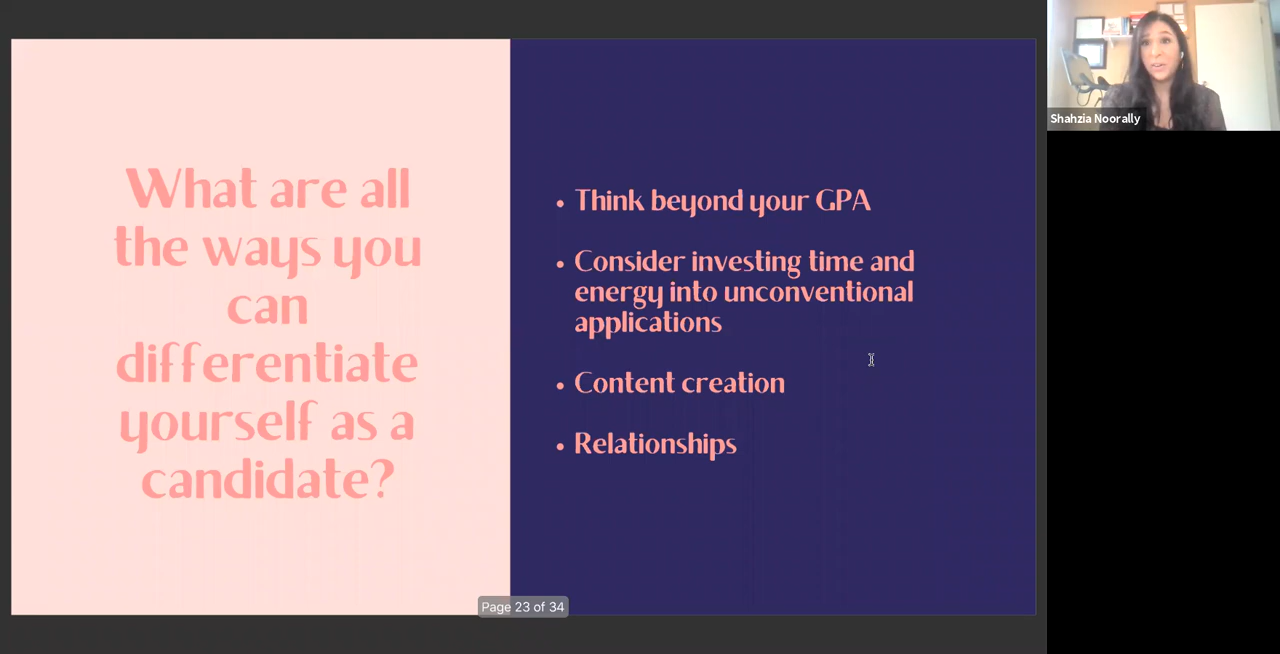 What are all
the ways you
can
differentiate
yourself as a
candidate?
• Think beyond your GPA
• Consider investing time and
energy into unconventional
applications
• Content creation
• Relationships
Page 23 of 34
Shahzia Noorally